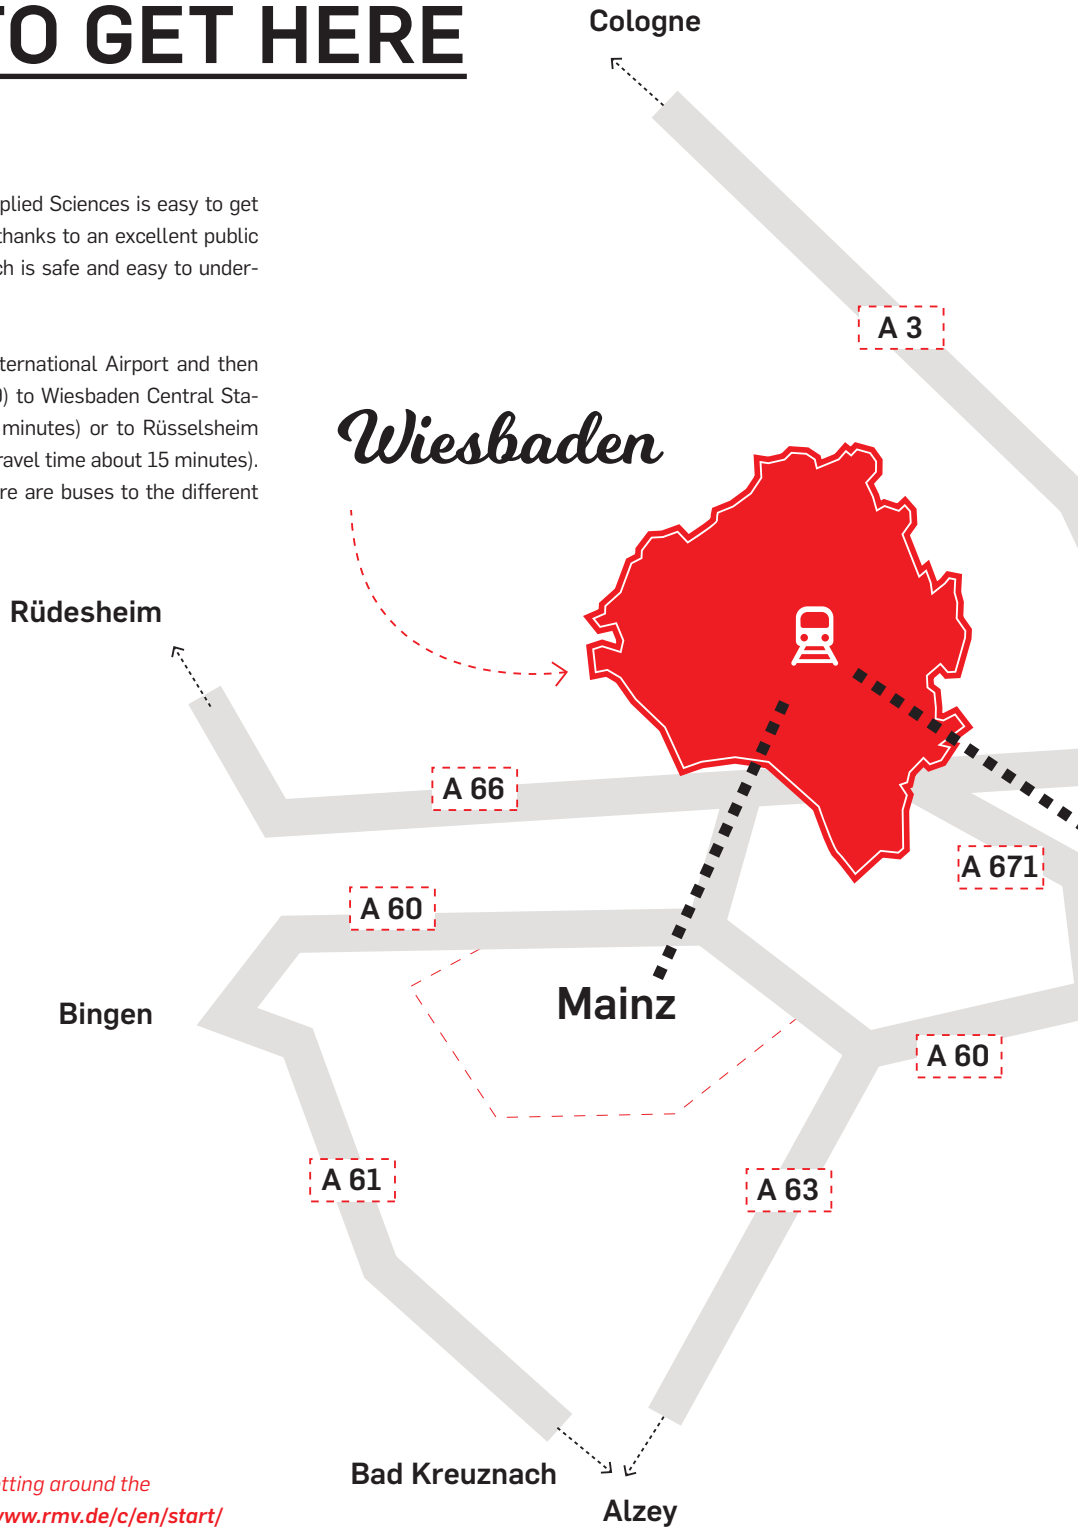 TO GET HERE
Cologne
plied Sciences is easy to get
thanks to an excellent public
ch is safe and easy to under-
A 3
ternational Airport and then
) to Wiesbaden Central Sta-
minutes) or to Rüsselsheim
ravel time about 15 minutes).
re are buses to the different
Wiesbaden
Rüdesheim
A 66
A 671
A 60
Mainz
Bingen
A 60
A 61
A 63
Bad Kreuznach
Alzey
tting around the
www.rmv.de/c/en/start/